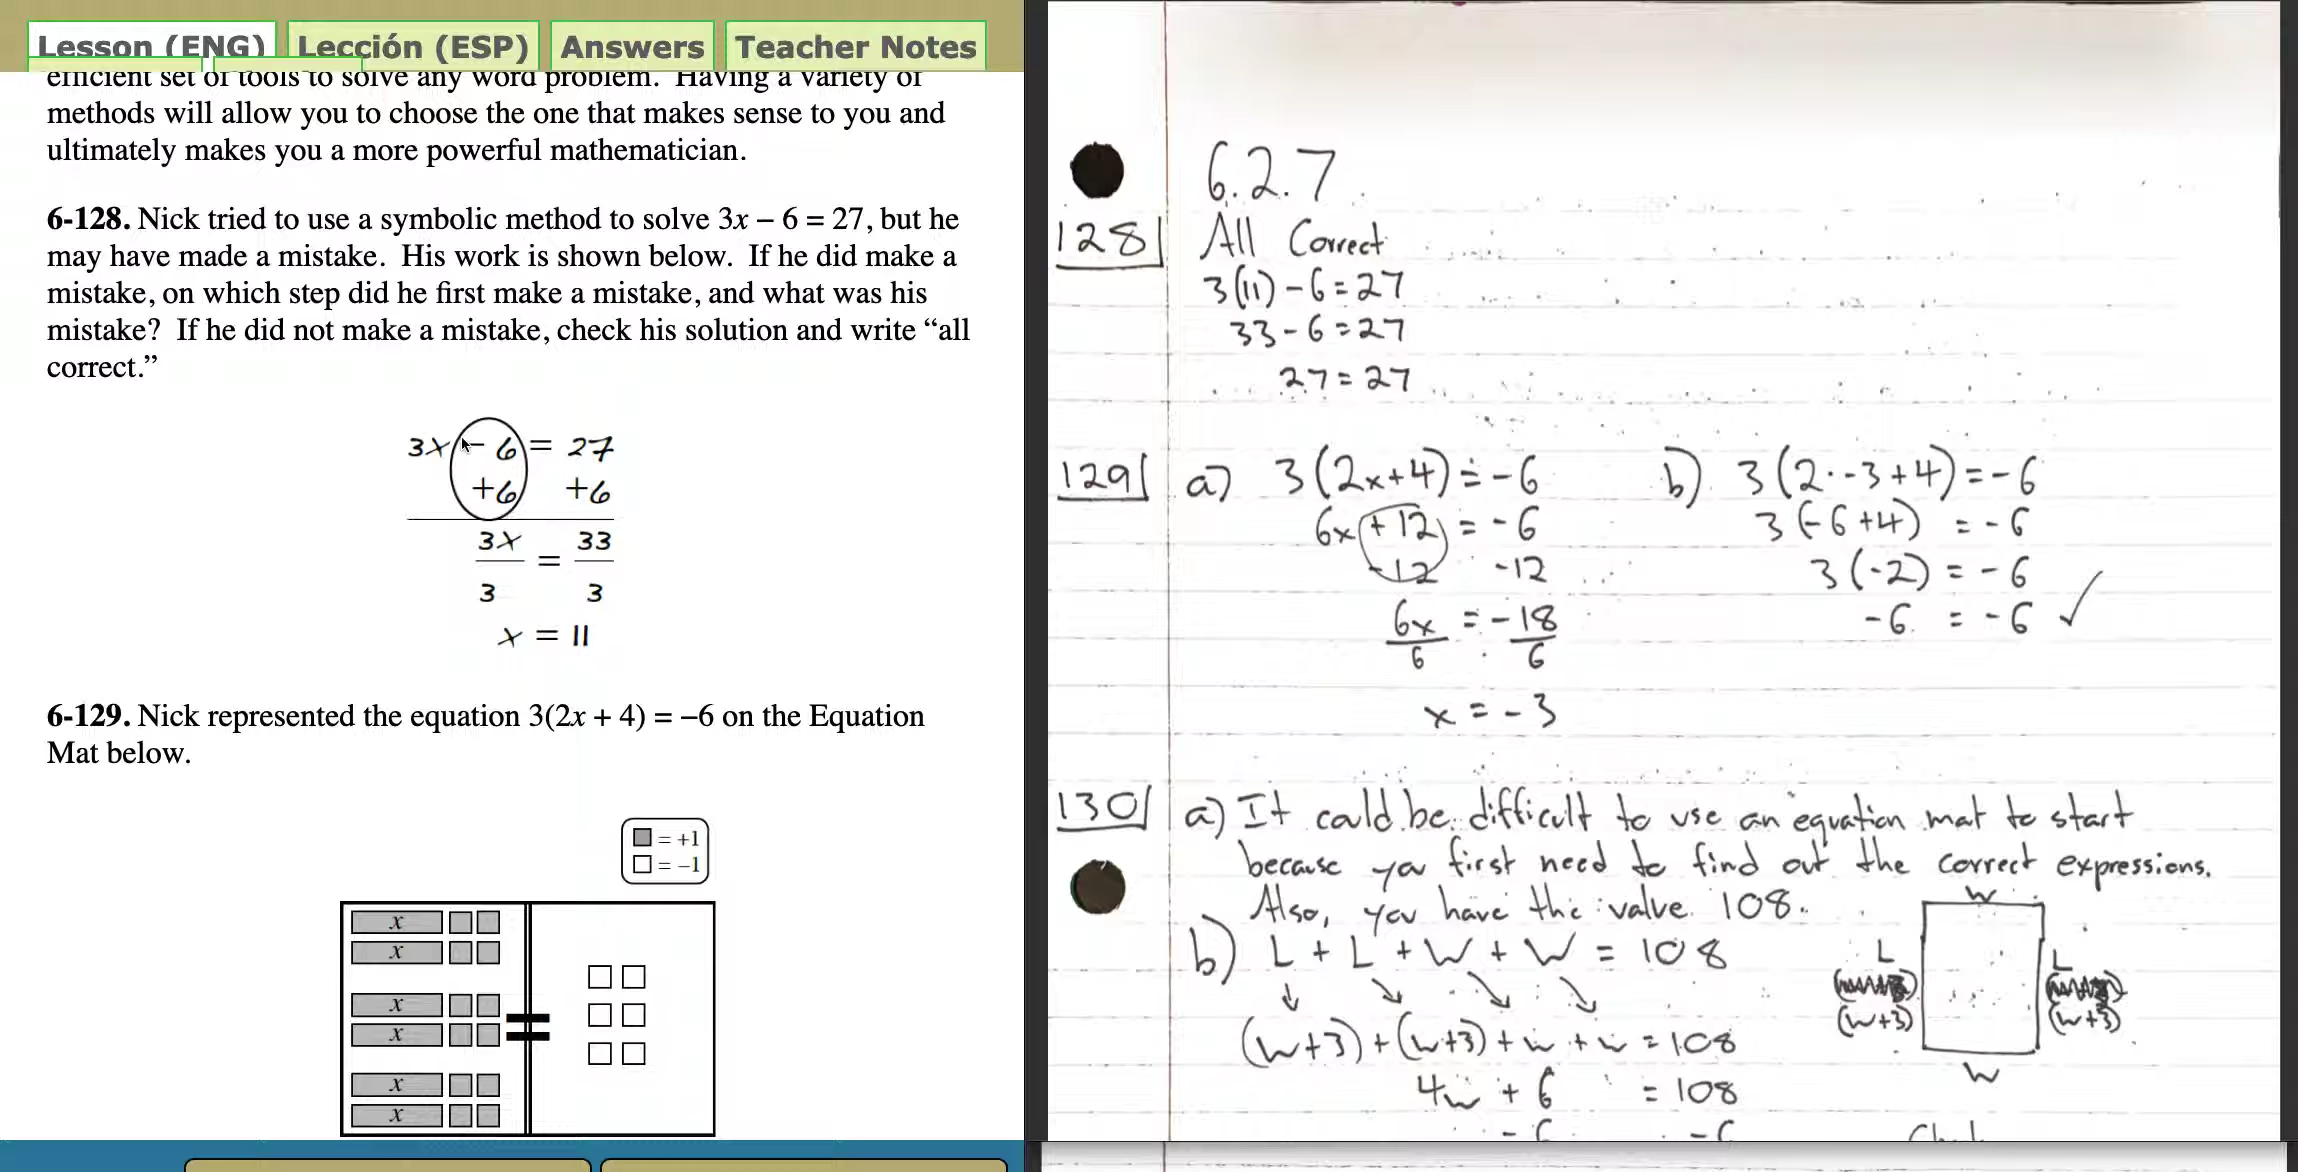 Lesson (ENG) Lección (ESP) Answers Teacher Notes
efficient set of tools to solve any word problem. Having a variety of
methods will allow you to choose the one that makes sense to you and
ultimately makes you a more powerful mathematician.
6-128. Nick tried to use a symbolic method to solve 3x – 6 = 27, but he
may have made a mistake. His work is shown below. If he did make a
mistake, on which step did he first make a mistake, and what was his
mistake? If he did not make a mistake, check his solution and write “all
correct.”
3x - 6 = 27
+6 +6
3x = 33
3 3
x = 11
6-129. Nick represented the equation 3(2x + 4) = –6 on the Equation
Mat below.
= +1
= –1
x
x
x
x
x
x
6.2.7
128 All Correct
3(11) - 6 = 27
33 - 6 = 27
27 = 27
129 a) 3(2x+4) = -6
6x + 12 = -6
-12 -12
6x = -18
6 6
x = -3
b) 3(2·-3+4) = -6
3(-6+4) = -6
3(-2) = -6
-6 = -6 ✓
130 a) It could be difficult to use an equation mat to start
because you first need to find out the correct expressions.
Also, you have the value 108.
b) L + L + W + W = 108
(w+3) + (w+3) + w + w = 108
4w + 6 = 108
- 6 - 6
W
L L
(w+3) (w+3)
W